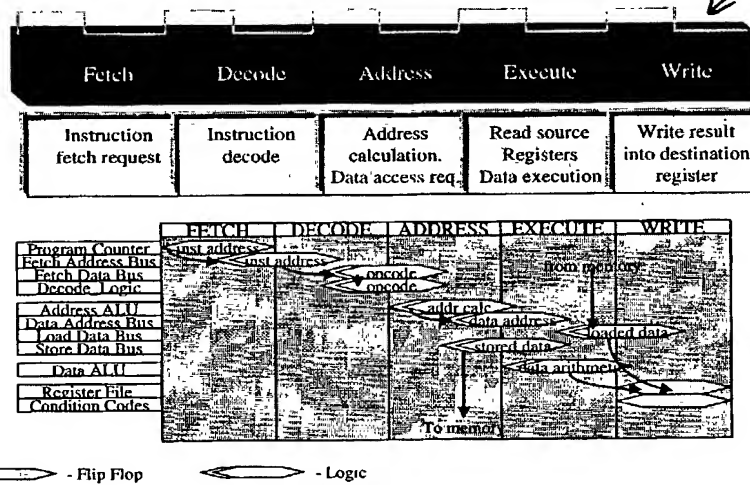 Fetch Decode Address Execute Write
Instruction fetch request
Instruction decode
Address calculation. Data access req.
Read source Registers Data execution
Write result into destination register
FETCH DECODE ADDRESS EXECUTE WRITE
Program Counter inst address
Fetch Address Bus inst address
Fetch Data Bus opcode from memory
Decode Logic opcode
Address ALU addr calc
Data Address Bus data address
Load Data Bus loaded data
Store Data Bus stored data
Data ALU data arithmetic
Register File
Condition Codes
To memory
- Flip Flop - Logic